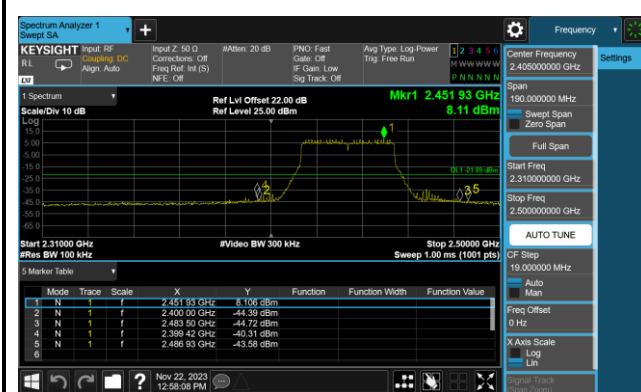 Spectrum Analyzer 1
Swept SA
+
Frequency
KEYSIGHT
RL
LXI
Input: RF
Coupling: DC
Align: Auto
Input Z: 50 Ω
Corrections: Off
Freq Ref: Int (S)
NFE: Off
#Atten: 20 dB
PNO: Fast
Gate: Off
IF Gain: Low
Sig Track: Off
Avg Type: Log-Power
Trig: Free Run
1 2 3 4 5 6
M W W W W W
P N N N N N
1 Spectrum
Scale/Div 10 dB
Ref Lvl Offset 22.00 dB
Ref Level 25.00 dBm
Mkr1 2.451 93 GHz
8.11 dBm
Log
15.0
5.00
-5.00
-15.0
-25.0
-35.0
-45.0
-55.0
-65.0
1
DL1 -21.89 dBm
Start 2.31000 GHz
#Res BW 100 kHz
#Video BW 300 kHz
Stop 2.50000 GHz
Sweep 1.00 ms (1001 pts)
5 Marker Table
Mode Trace Scale X Y Function Function Width Function Value
1 N 1 f 2.451 93 GHz 8.106 dBm
2 N 1 f 2.400 00 GHz -44.39 dBm
3 N 1 f 2.483 50 GHz -44.72 dBm
4 N 1 f 2.399 42 GHz -40.31 dBm
5 N 1 f 2.486 93 GHz -43.58 dBm
6
?
Nov 22, 2023
12:58:08 PM
Center Frequency
2.405000000 GHz
Span
190.000000 MHz
Swept Span
Zero Span
Full Span
Start Freq
2.310000000 GHz
Stop Freq
2.500000000 GHz
AUTO TUNE
CF Step
19.000000 MHz
Auto
Man
Freq Offset
0 Hz
X Axis Scale
Log
Lin
Signal Track
(Span Zoom)
Settings